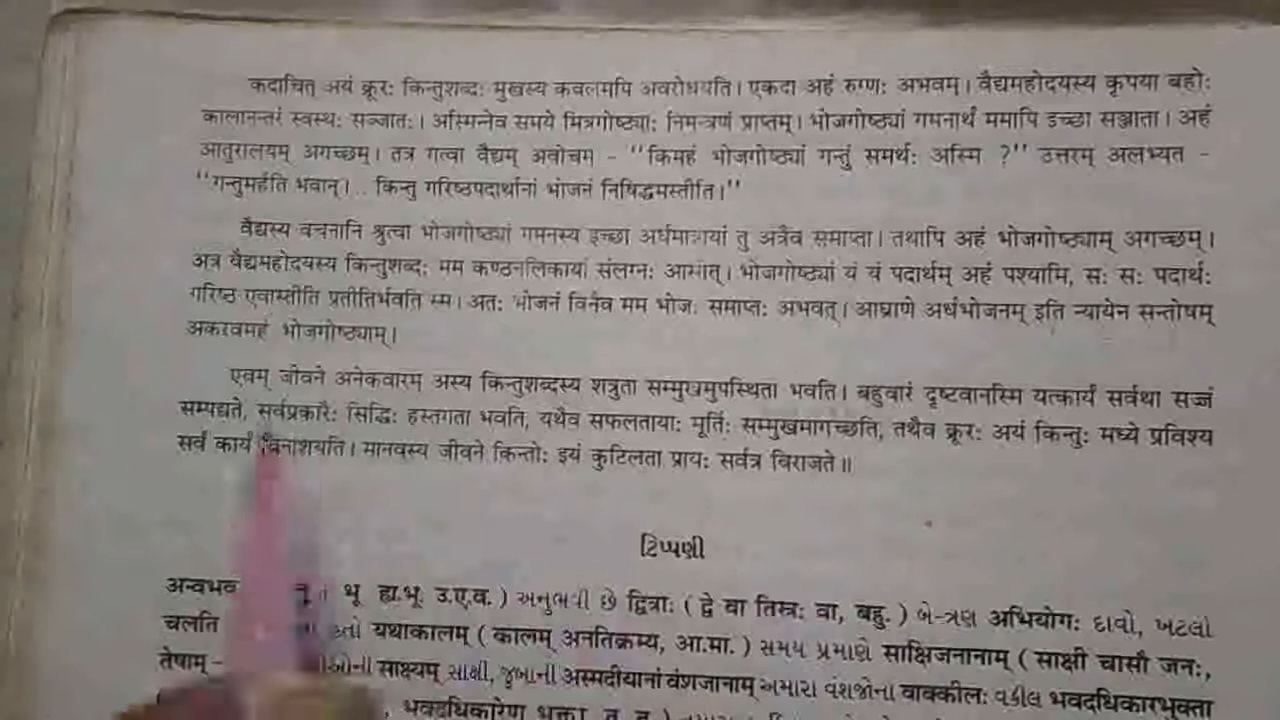 कदाचित् अयं क्रूरः किन्तुशब्दः मुखस्य कवलमपि अवरोधयति। एकदा अहं रुग्णः अभवम्। वैद्यमहोदयस्य कृपया बहोः
कालानन्तरं स्वस्थः सञ्जातः। अस्मिन्नेव समये मित्रगोष्ठ्याः निमन्त्रणं प्राप्तम्। भोजगोष्ठ्यां गमनार्थं ममापि इच्छा सञ्जाता। अहं
आतुरालयम् अगच्छम्। तत्र गत्वा वैद्यम् अवोचम - "किमहं भोजगोष्ठ्यां गन्तुं समर्थः अस्मि ?" उत्तरम् अलभ्यत -
"गन्तुमर्हति भवान्।.. किन्तु गरिष्ठपदार्थानां भोजनं निषिद्धमस्तीति।"
वैद्यस्य वचनानि श्रुत्वा भोजगोष्ठ्यां गमनस्य इच्छा अर्धमात्रायां तु अत्रैव समाप्ता। तथापि अहं भोजगोष्ठ्याम् अगच्छम्।
अत्र वैद्यमहोदयस्य किन्तुशब्दः मम कण्ठनलिकायां संलग्नः आसीत्। भोजगोष्ठ्यां यं यं पदार्थम् अहं पश्यामि, सः सः पदार्थः
गरिष्ठ एवास्तीति प्रतीतिर्भवति स्म। अतः भोजनं विनैव मम भोजः समाप्तः अभवत्। आघ्राणे अर्धभोजनम् इति न्यायेन सन्तोषम्
अकरवमहं भोजगोष्ठ्याम्।
एवम् जीवने अनेकवारम् अस्य किन्तुशब्दस्य शत्रुता सम्मुखमुपस्थिता भवति। बहुवारं दृष्टवानस्मि यत्कार्यं सर्वथा सज्जं
सम्पद्यते, सर्वप्रकारैः सिद्धिः हस्तगता भवति, यथैव सफलतायाः मूर्तिः सम्मुखमागच्छति, तथैव क्रूरः अयं किन्तुः मध्ये प्रविश्य
सर्वं कार्यं विनाशयति। मानवस्य जीवने किन्तोः इयं कुटिलता प्रायः सर्वत्र विराजते॥
टिप्पणी
अन्वभव भू ह्य.भू. उ.ए.व. ) અનુભવી છે द्वित्राः ( द्वे वा तिस्रः वा, बहु. ) બે-ત્રણ अभियोगः દાવો, ખટલો
चलति यथाकालम् ( कालम् अनतिक्रम्य, आ.मा. ) સમય પ્રમાણે साक्षिजनानाम् ( साक्षी चासौ जनः,
तेषाम् - साक्ष्यम् સાક્ષી, જુબાની अस्मदीयानां वंशजानाम् અમારા વંશજોના वाक्कीलः વકીલ भवदधिकारभुक्ता
भवदधिकारेण भुक्ता